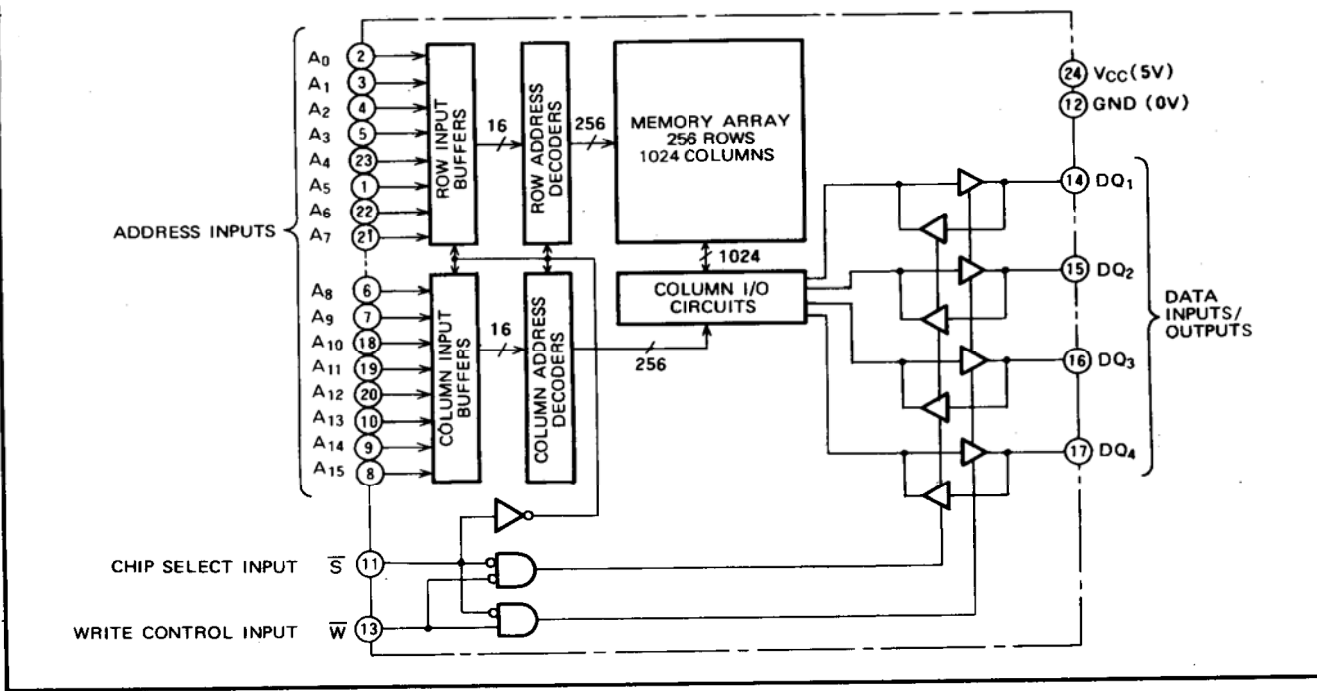 A0 2
A1 3
A2 4
A3 5
A4 23
A5 1
A6 22
A7 21
ADDRESS INPUTS
A8 6
A9 7
A10 18
A11 19
A12 20
A13 10
A14 9
A15 8
ROW INPUT
BUFFERS
16
ROW ADDRESS
DECODERS
256
MEMORY ARRAY
256 ROWS
1024 COLUMNS
1024
COLUMN INPUT
BUFFERS
16
COLUMN ADDRESS
DECODERS
256
COLUMN I/O
CIRCUITS
24 VCC (5V)
12 GND (0V)
14 DQ1
15 DQ2
16 DQ3
17 DQ4
DATA
INPUTS/
OUTPUTS
CHIP SELECT INPUT S̅ 11
WRITE CONTROL INPUT W̅ 13